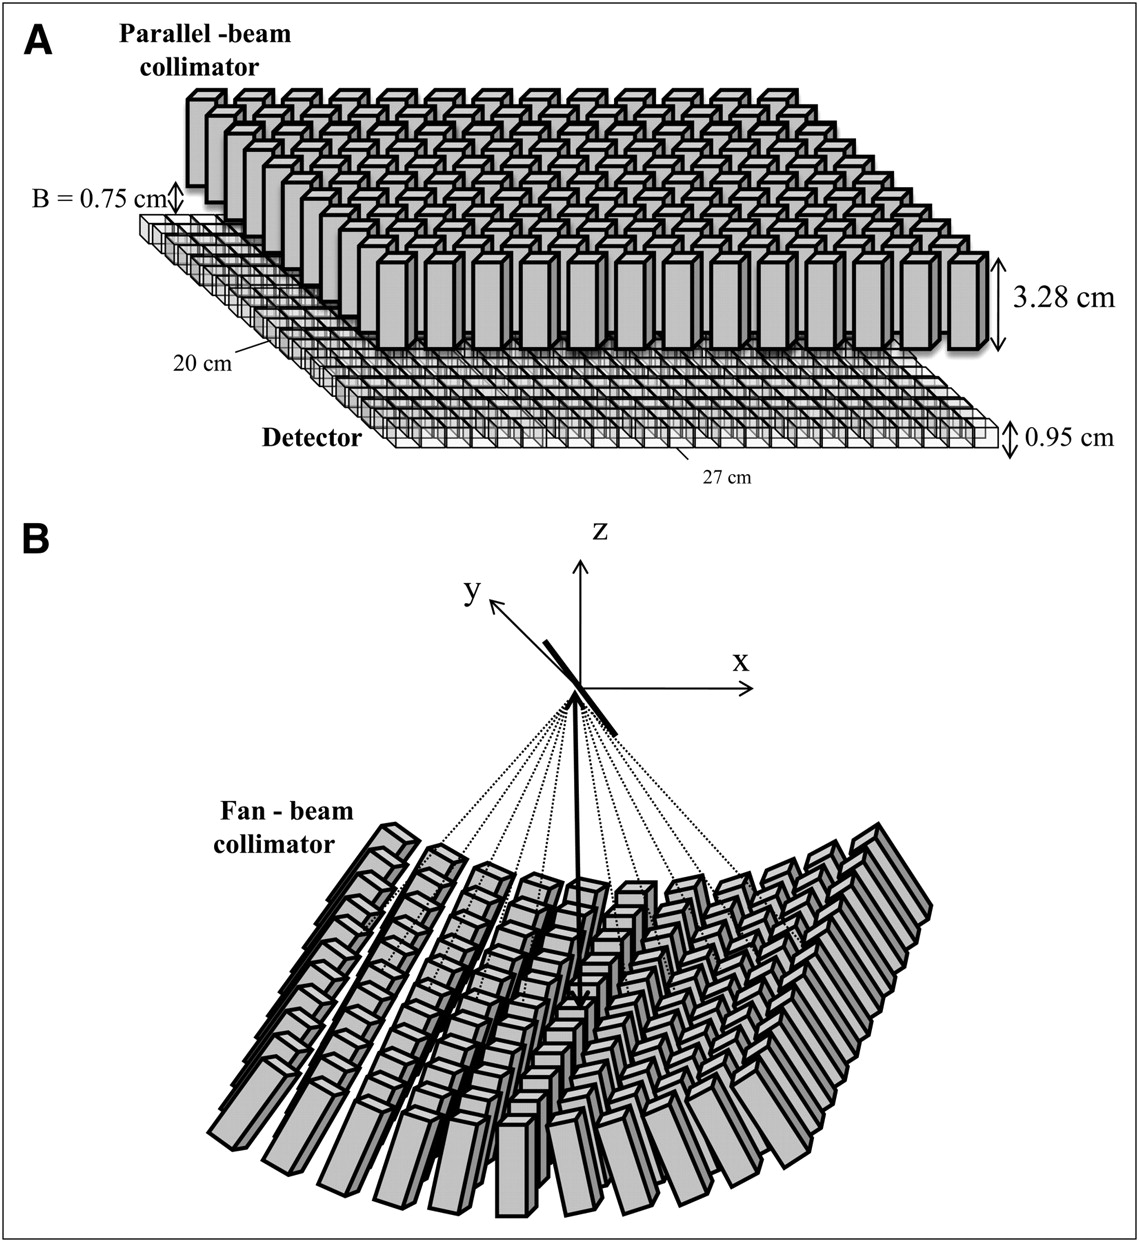 A
Parallel -beam
collimator
B = 0.75 cm
3.28 cm
20 cm
Detector
0.95 cm
27 cm
B
z
y
x
Fan - beam
collimator